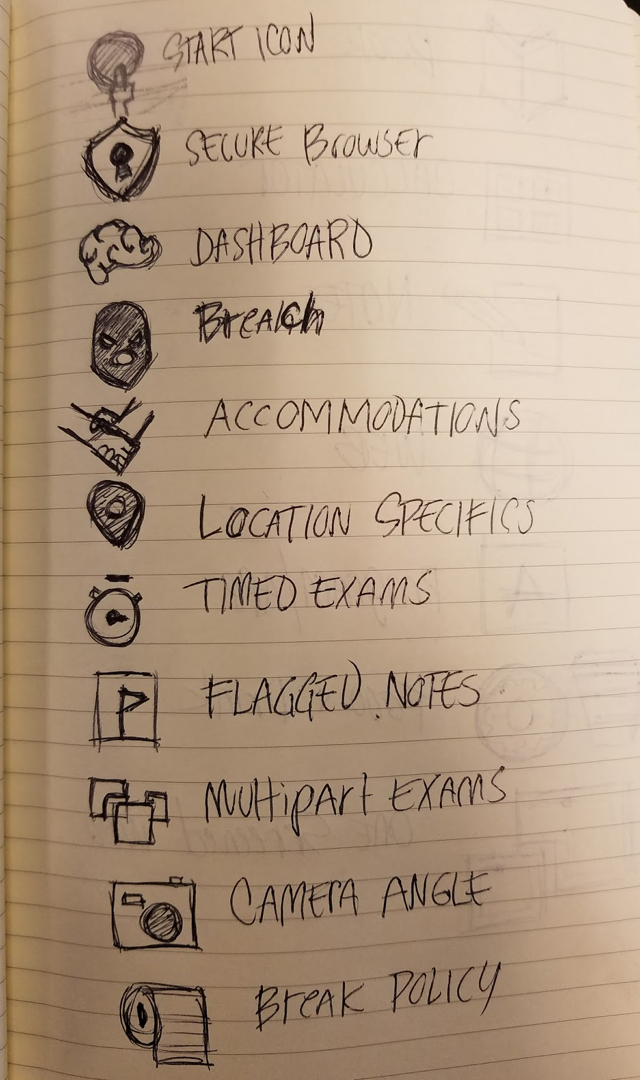 START ICON
SECURE Browser
DASHBOARD
Breach
ACCOMMODATIONS
LOCATION SPECIFICS
TIMED EXAMS
FLAGGED NOTES
Multipart EXAMS
CAMERA ANGLE
Break POLICY